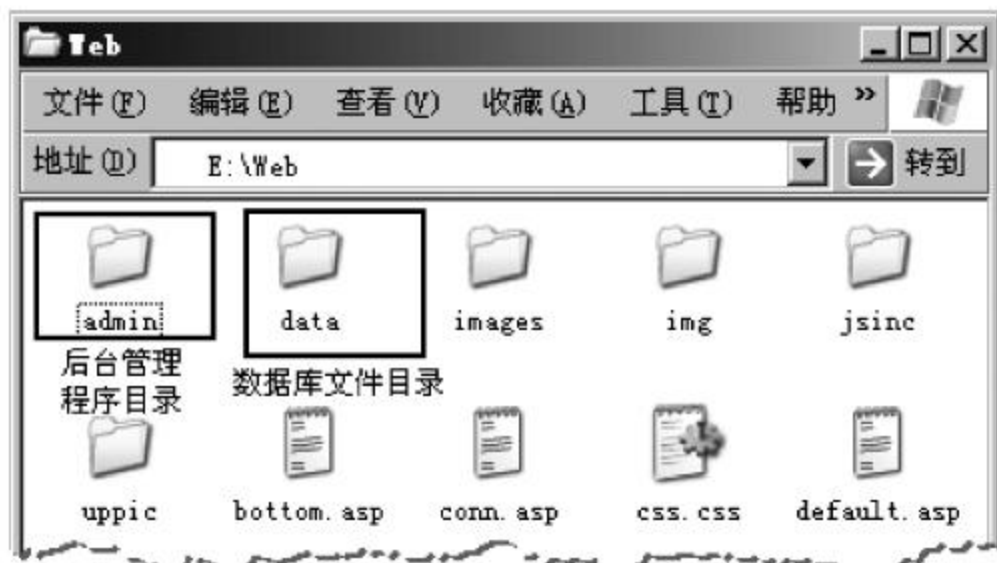 Web
文件(F) 编辑(E) 查看(V) 收藏(A) 工具(T) 帮助 »
地址(D) E:\Web 转到
admin data images img jsinc
后台管理
程序目录
数据库文件目录
uppic bottom.asp conn.asp css.css default.asp